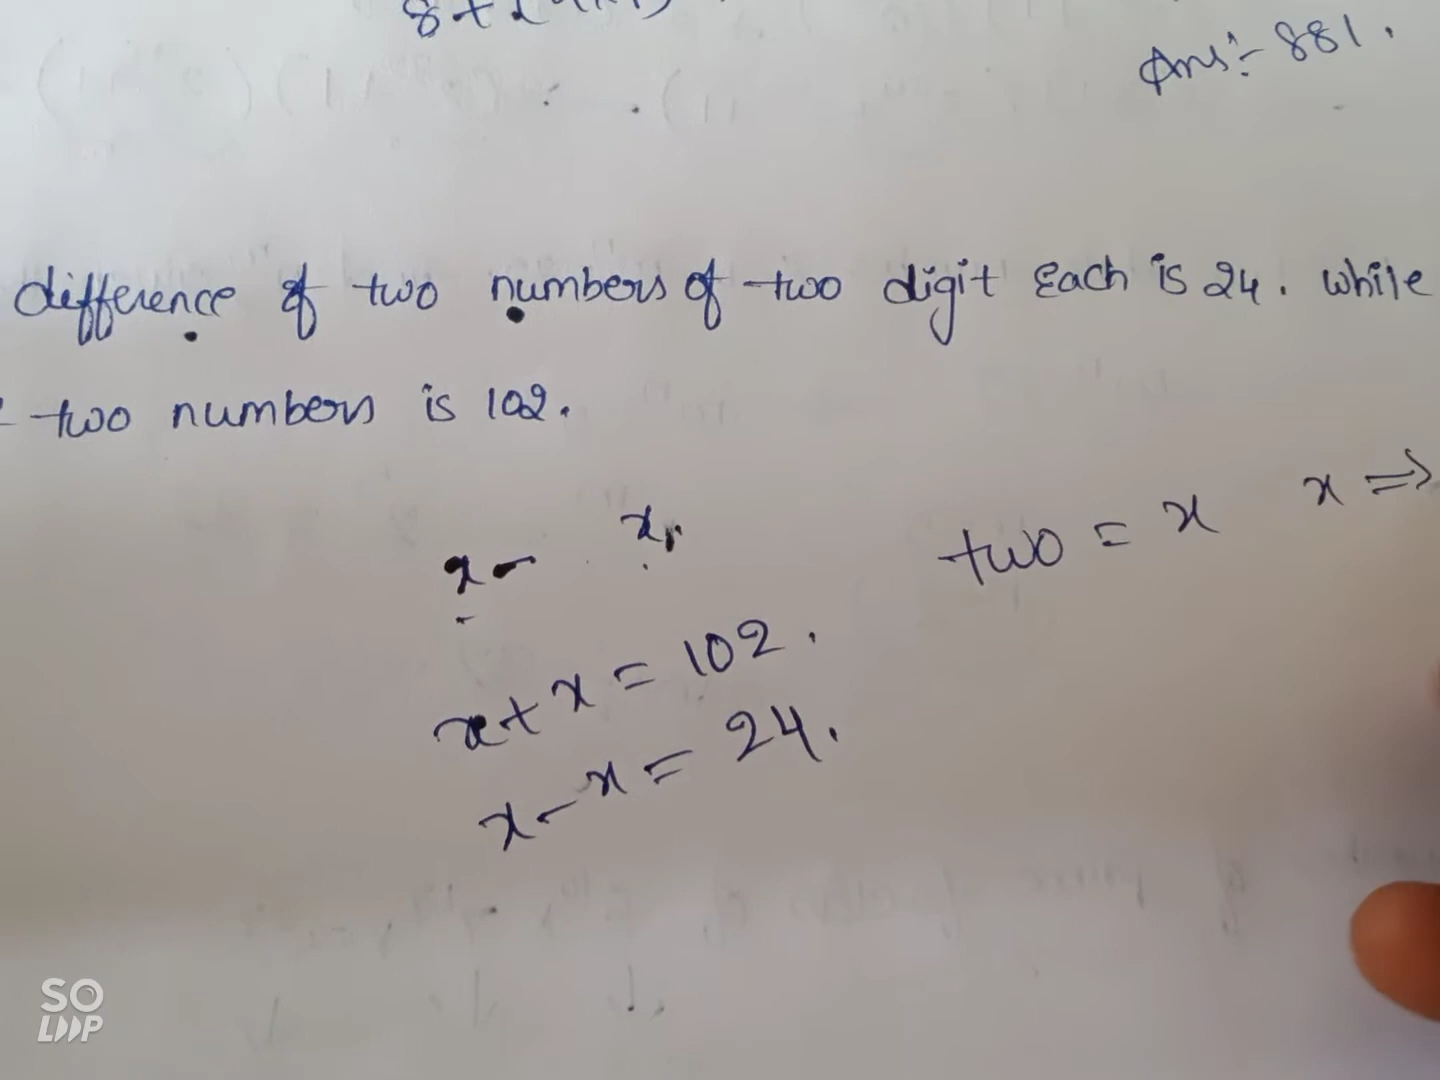 Ans:- 881.
difference of two numbers of two digit Each is 24. While
two numbers is 102.
x - x,
two = x x ⇒
x + x = 102.
x - x = 24.
SO
LOOP